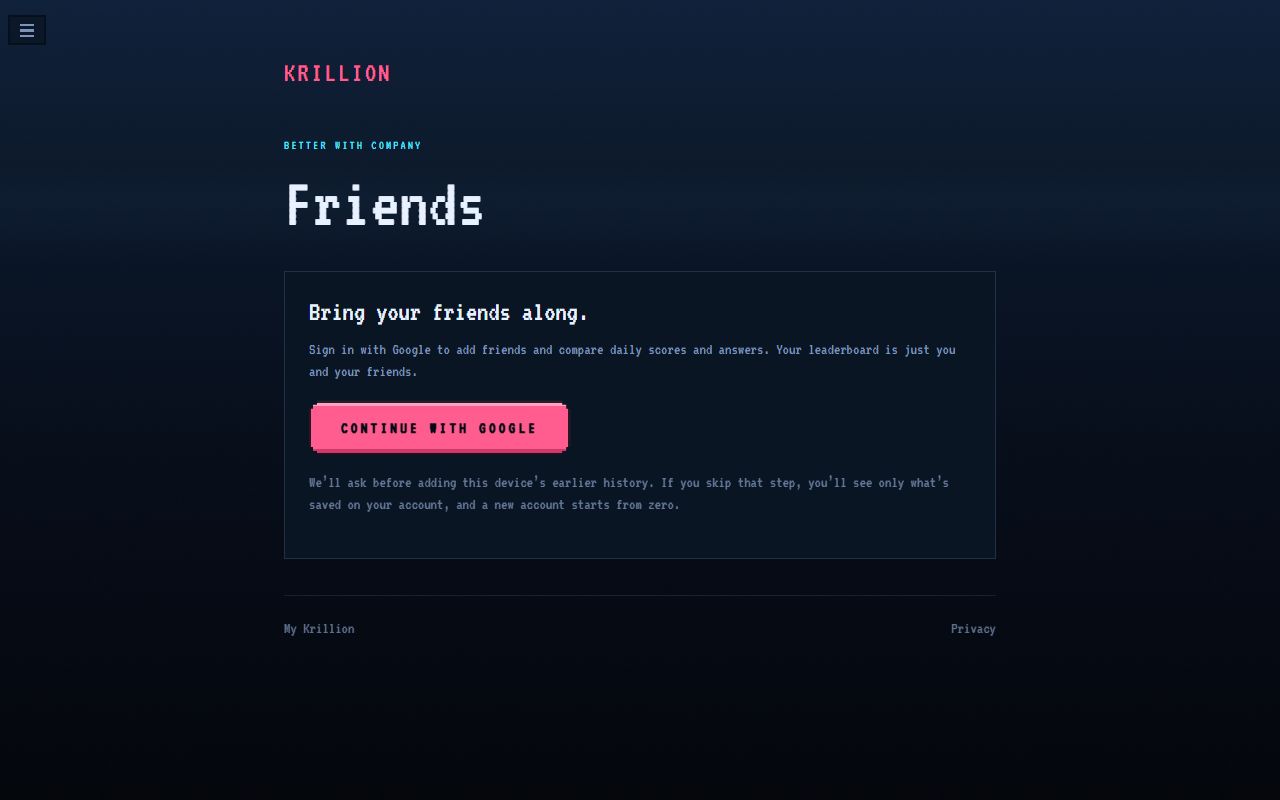 KRILLION
BETTER WITH COMPANY
Friends
Bring your friends along.
Sign in with Google to add friends and compare daily scores and answers. Your leaderboard is just you
and your friends.
CONTINUE WITH GOOGLE
We'll ask before adding this device's earlier history. If you skip that step, you'll see only what's
saved on your account, and a new account starts from zero.
My Krillion
Privacy